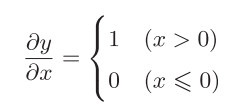 ∂y/∂x = { 1 (x > 0)
0 (x ⩽ 0)